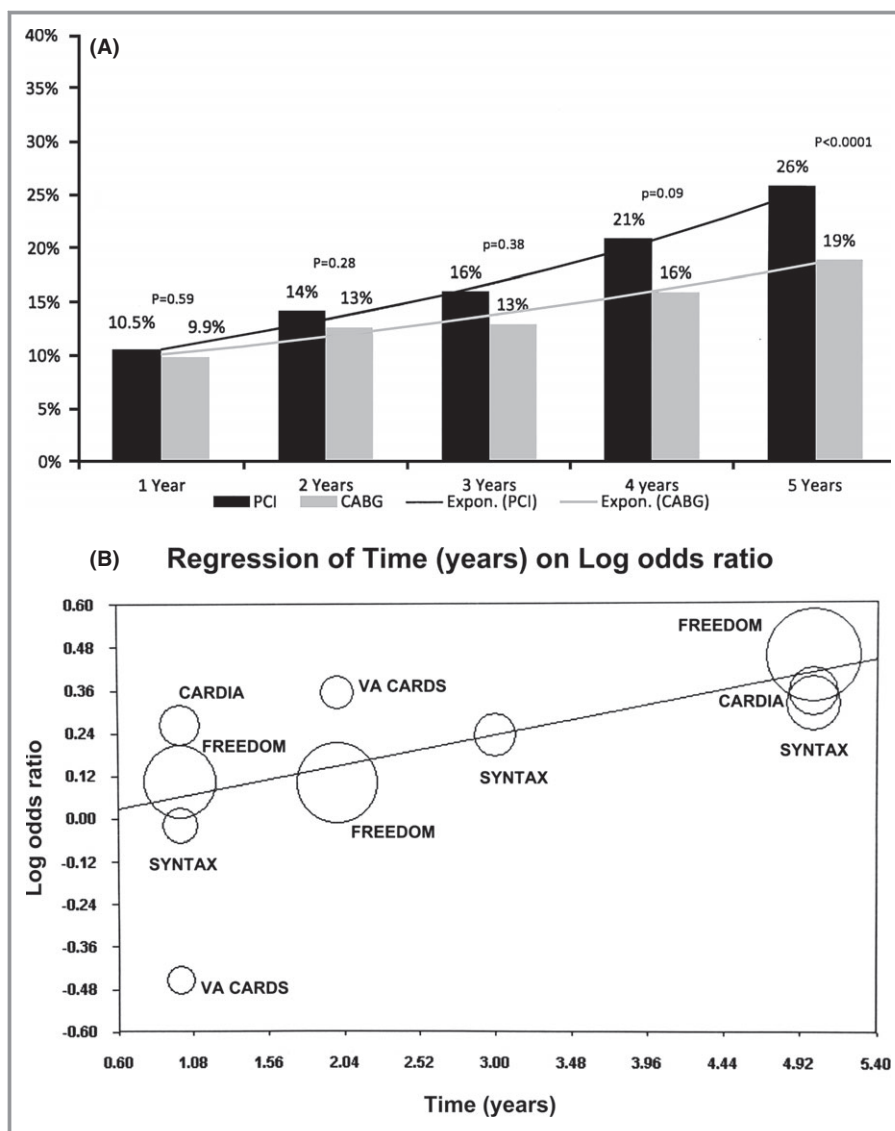 (A)
40%
35%
30%
25%
20%
15%
10%
5%
0%
P=0.59
10.5% 9.9%
p=0.28
14% 13%
p=0.38
16% 13%
p=0.09
21% 16%
P<0.0001
26% 19%
1 Year 2 Years 3 Years 4 years 5 Years
PCI CABG Expon. (PCI) Expon. (CABG)
(B) Regression of Time (years) on Log odds ratio
Log odds ratio
0.60
0.48
0.36
0.24
0.12
0.00
-0.12
-0.24
-0.36
-0.48
-0.60
FREEDOM
CARDIA
VA CARDS
FREEDOM
CARDIA
SYNTAX
SYNTAX
FREEDOM
SYNTAX
VA CARDS
0.60 1.08 1.56 2.04 2.52 3.00 3.48 3.96 4.44 4.92 5.40
Time (years)